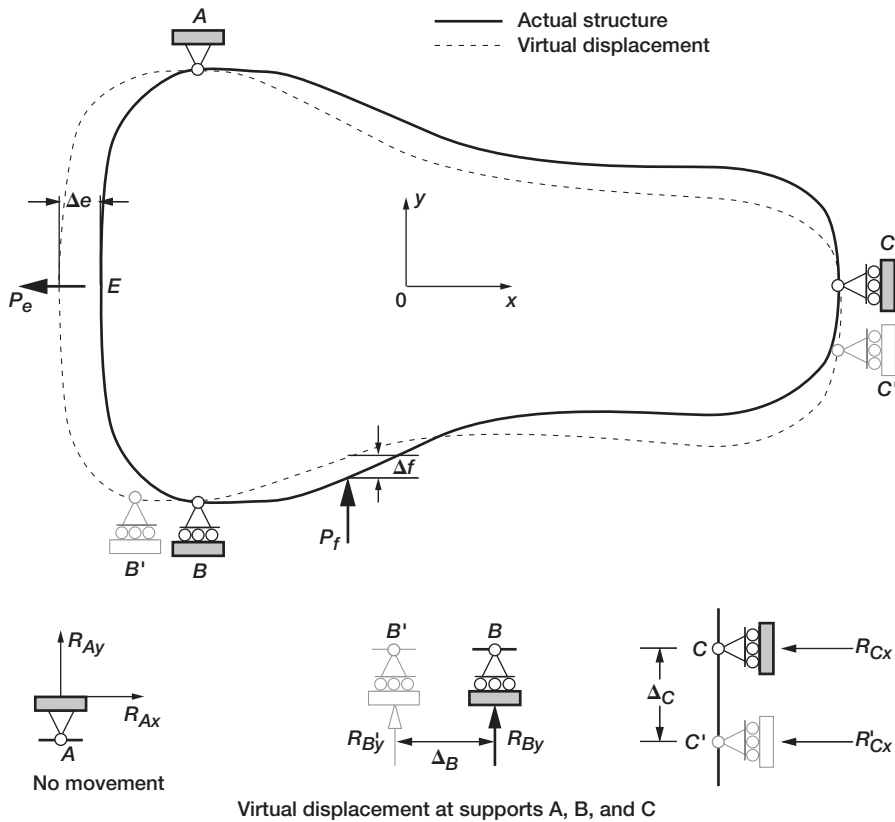 A
Actual structure
Virtual displacement
Δe
y
C
E
Pe
0
x
C'
Δf
Pf
B'
B
RAy
RAx
A
No movement
B'
B
RBy'
RBy
ΔB
C
RCx
ΔC
C'
R'Cx
Virtual displacement at supports A, B, and C